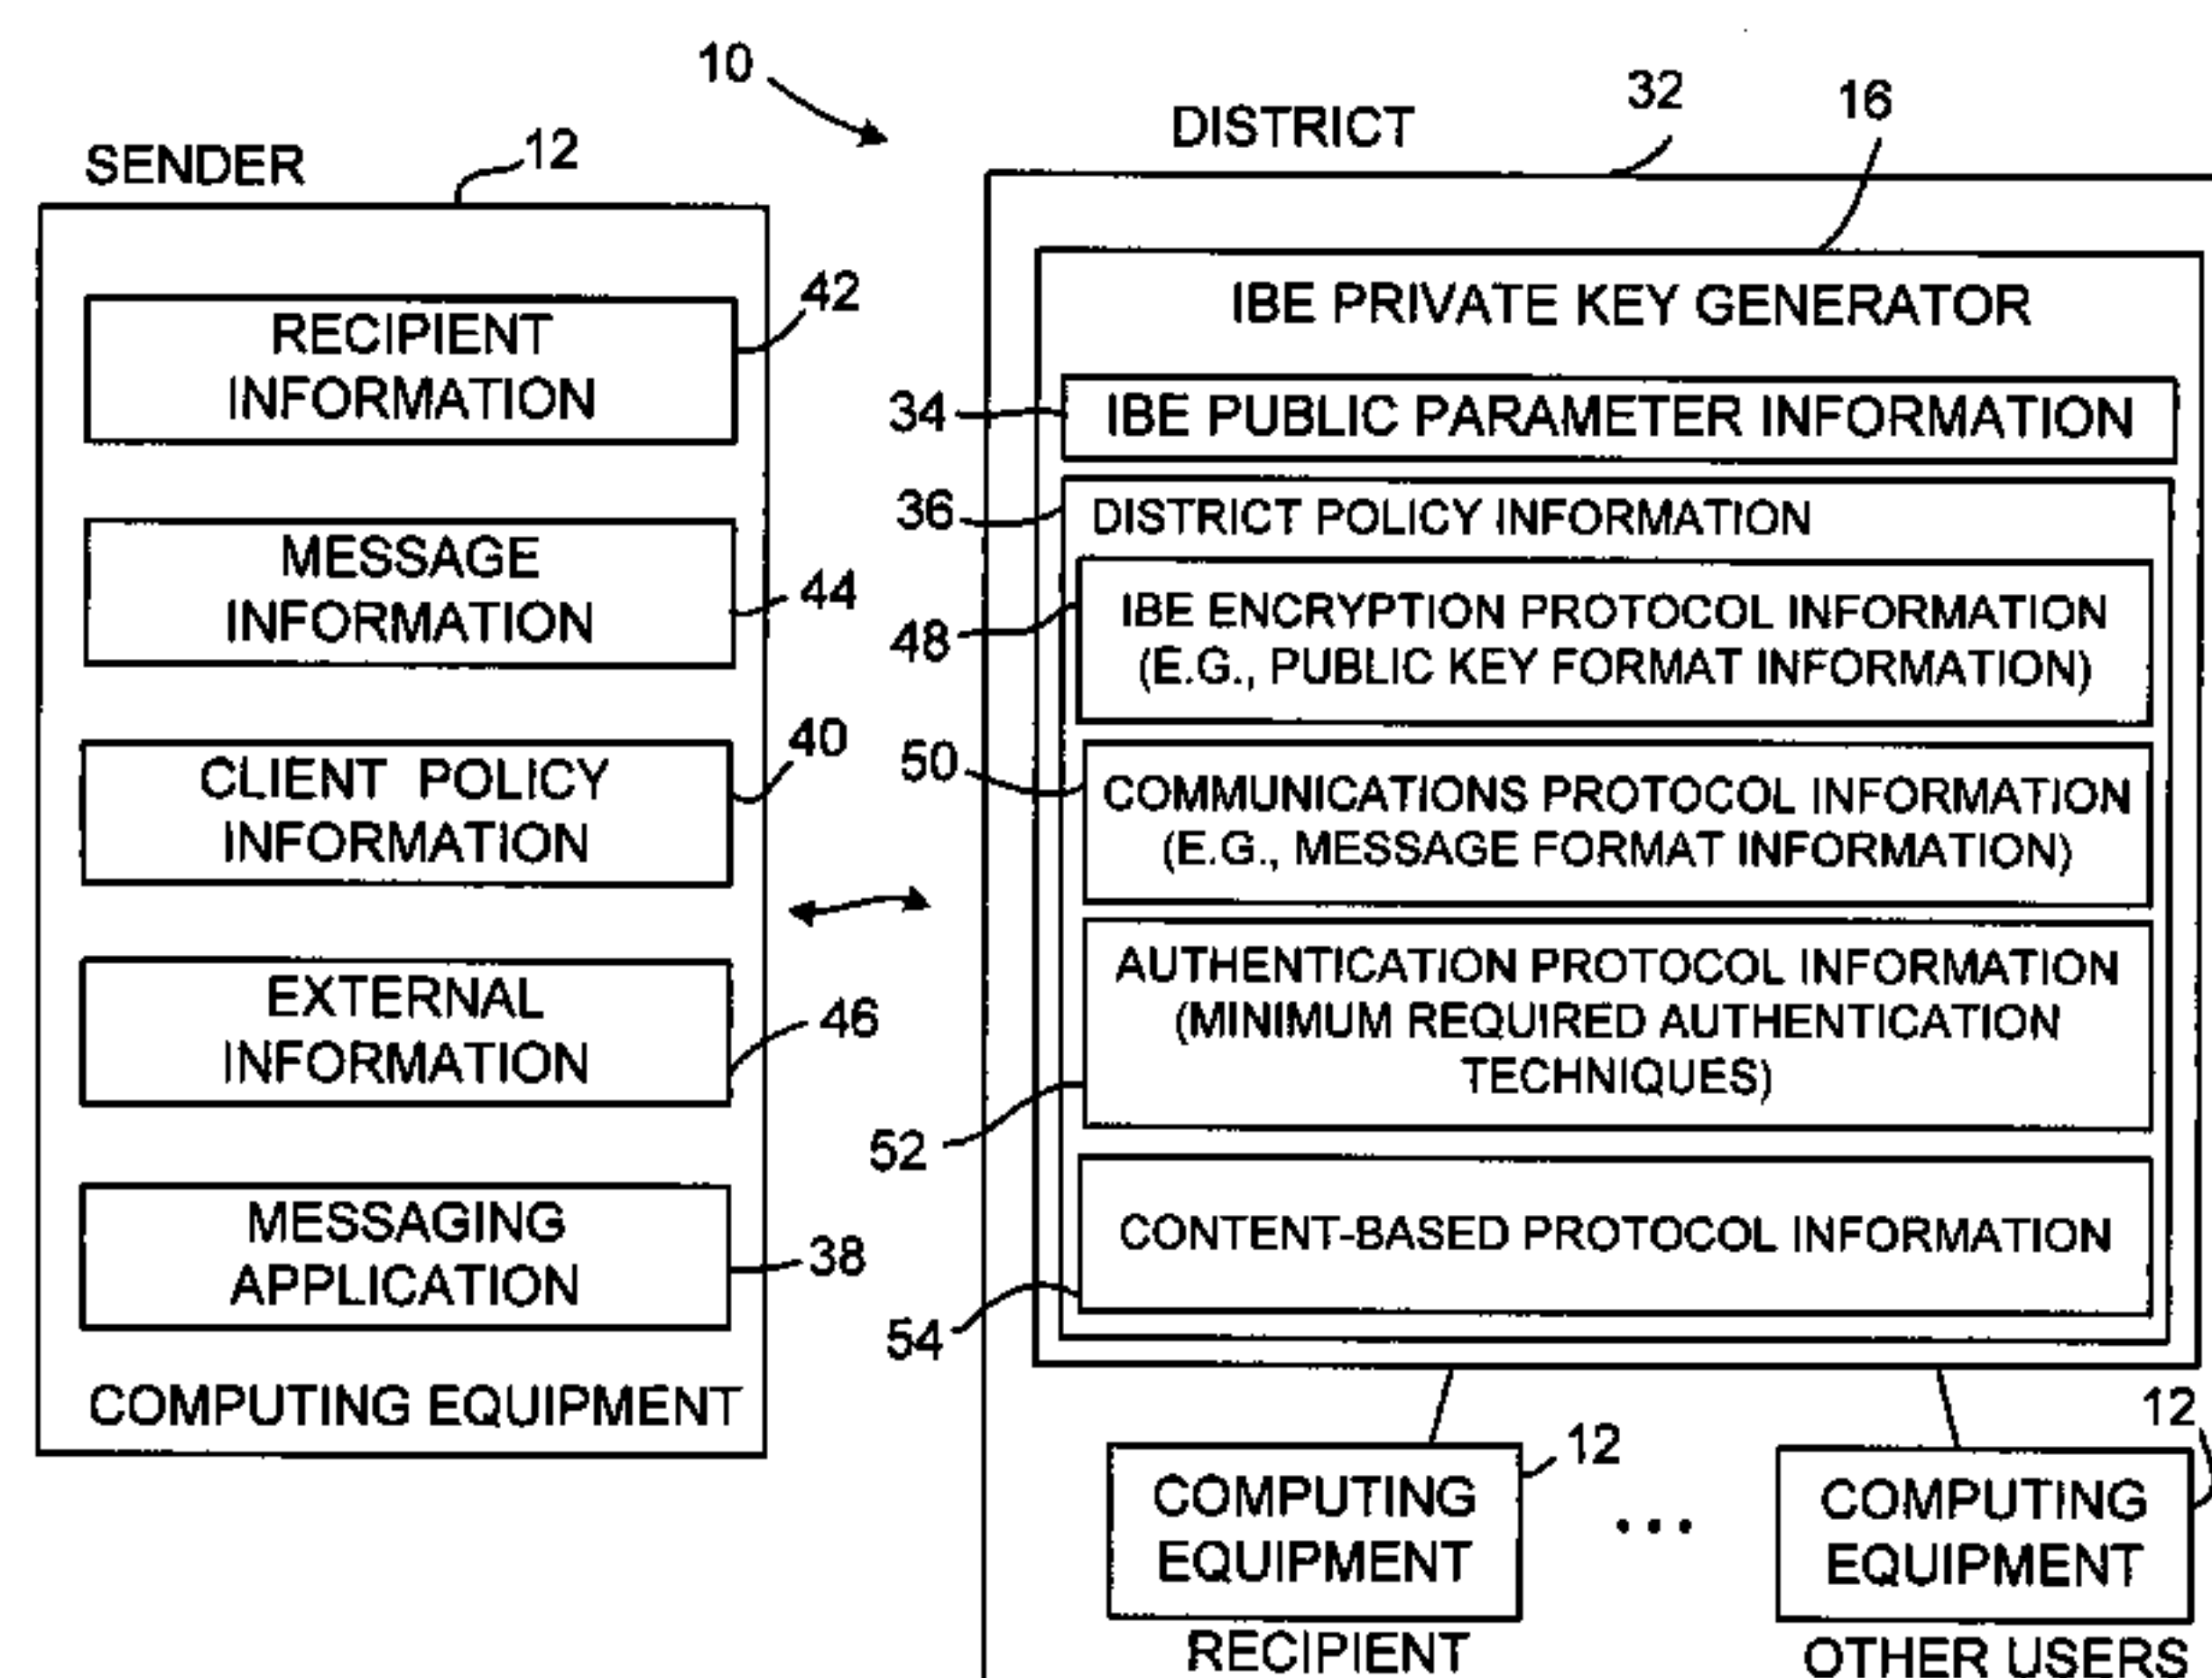 10
SENDER
12
RECIPIENT
INFORMATION
42
MESSAGE
INFORMATION
44
CLIENT POLICY
INFORMATION
40
EXTERNAL
INFORMATION
46
MESSAGING
APPLICATION
38
COMPUTING EQUIPMENT
DISTRICT
32
16
IBE PRIVATE KEY GENERATOR
34
IBE PUBLIC PARAMETER INFORMATION
36
DISTRICT POLICY INFORMATION
48
IBE ENCRYPTION PROTOCOL INFORMATION
(E.G., PUBLIC KEY FORMAT INFORMATION)
50
COMMUNICATIONS PROTOCOL INFORMATION
(E.G., MESSAGE FORMAT INFORMATION)
AUTHENTICATION PROTOCOL INFORMATION
(MINIMUM REQUIRED AUTHENTICATION
TECHNIQUES)
52
CONTENT-BASED PROTOCOL INFORMATION
54
COMPUTING
EQUIPMENT
12
RECIPIENT
...
COMPUTING
EQUIPMENT
12
OTHER USERS